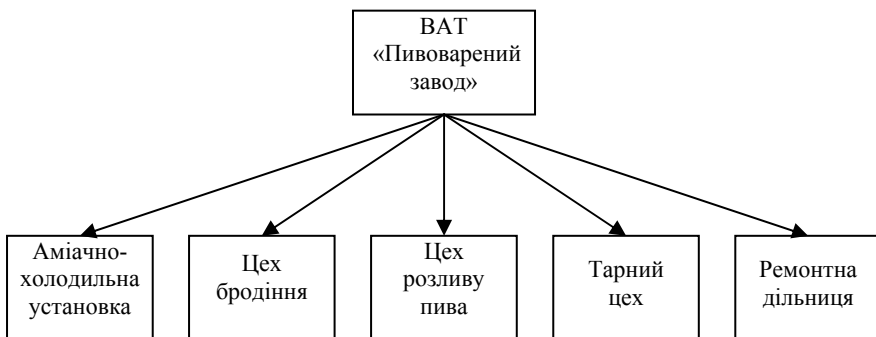 ВАТ
«Пивоварений
завод»
Аміачно-
холодильна
установка
Цех
бродіння
Цех
розливу
пива
Тарний
цех
Ремонтна
дільниця